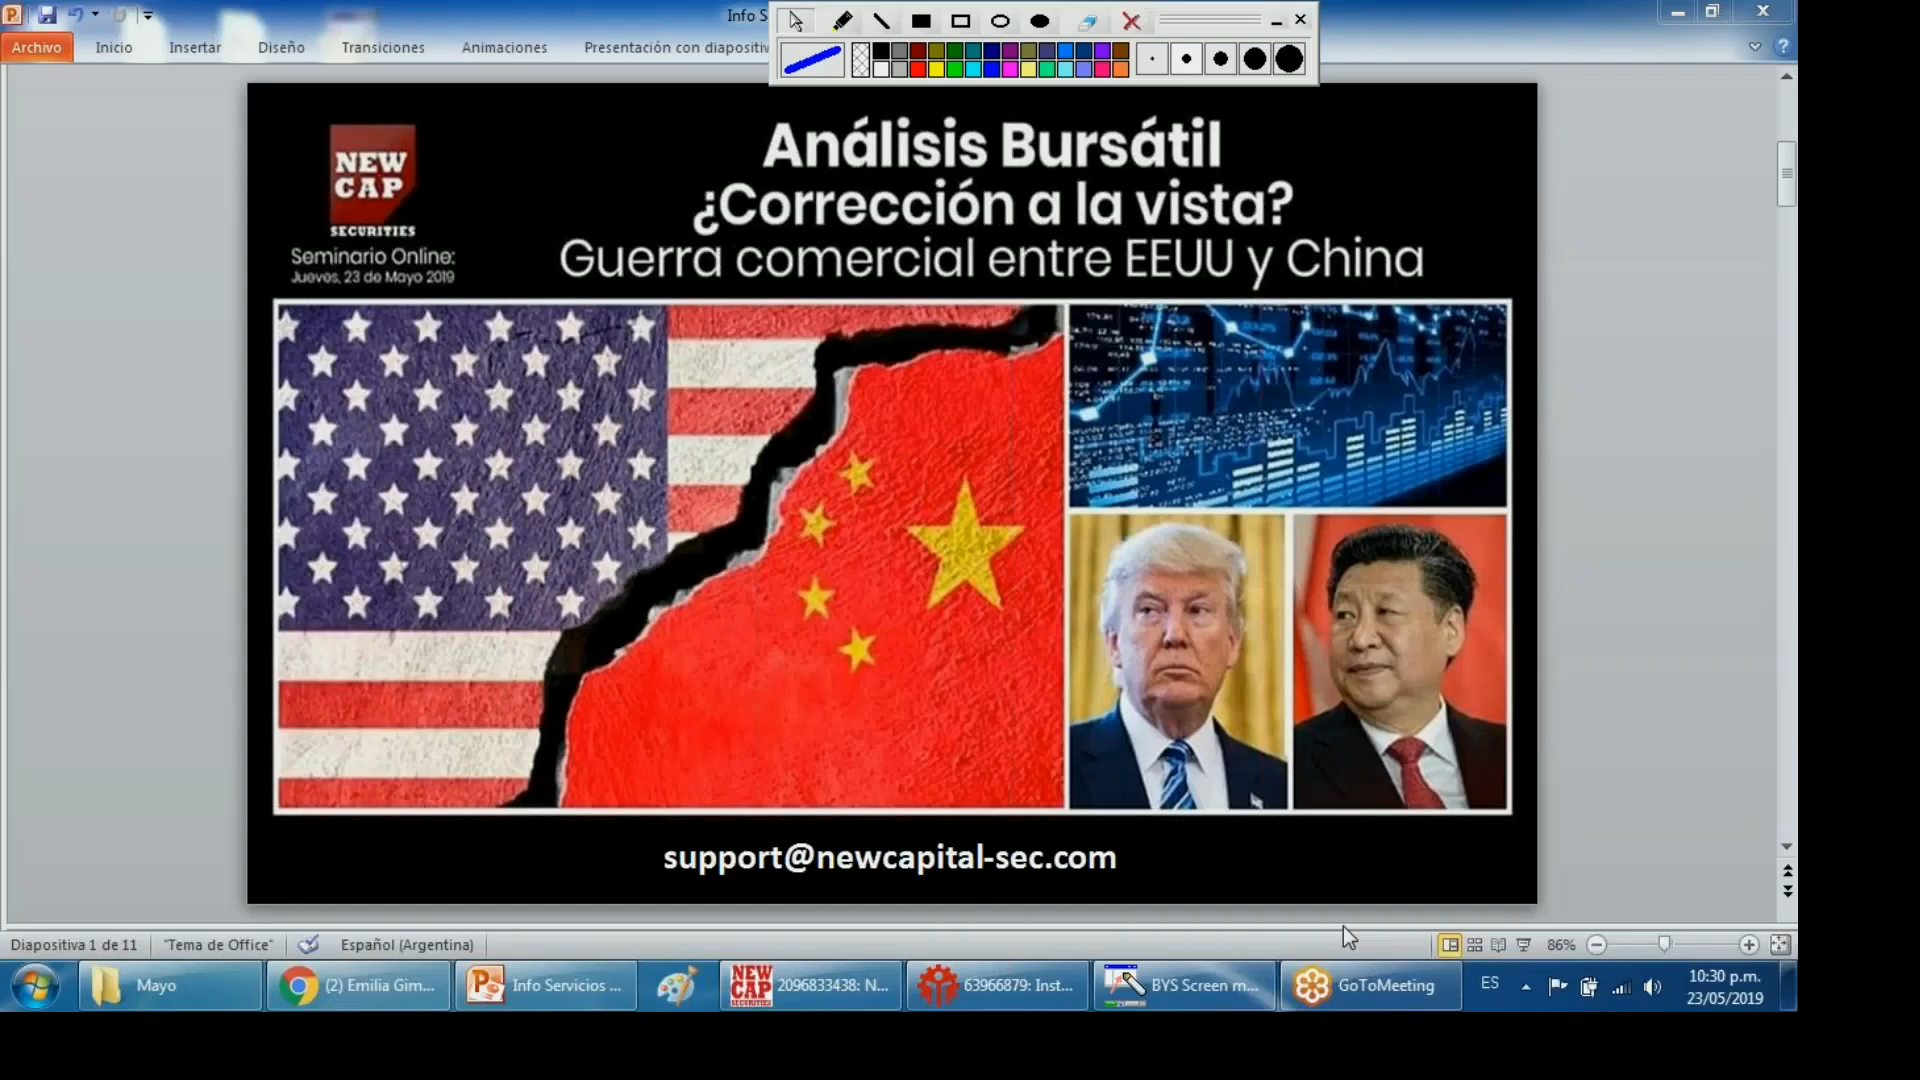 Info S
Archivo
Inicio
Insertar
Diseño
Transiciones
Animaciones
Presentación con
NEW
CAP
SECURITIES
Seminario Online:
Jueves, 23 de Mayo 2019
Análisis Bursátil
¿Corrección a la vista?
Guerra comercial entre EEUU y China
support@newcapital-sec.com
Diapositiva 1 de 11
"Tema de Office"
Español (Argentina)
86%
Mayo
(2) Emilia Gim...
Info Servicios ...
NEW
CAP
SECURITIES
2096833438: N...
63966879: Inst...
BYS Screen m...
GoToMeeting
ES
10:30 p.m.
23/05/2019